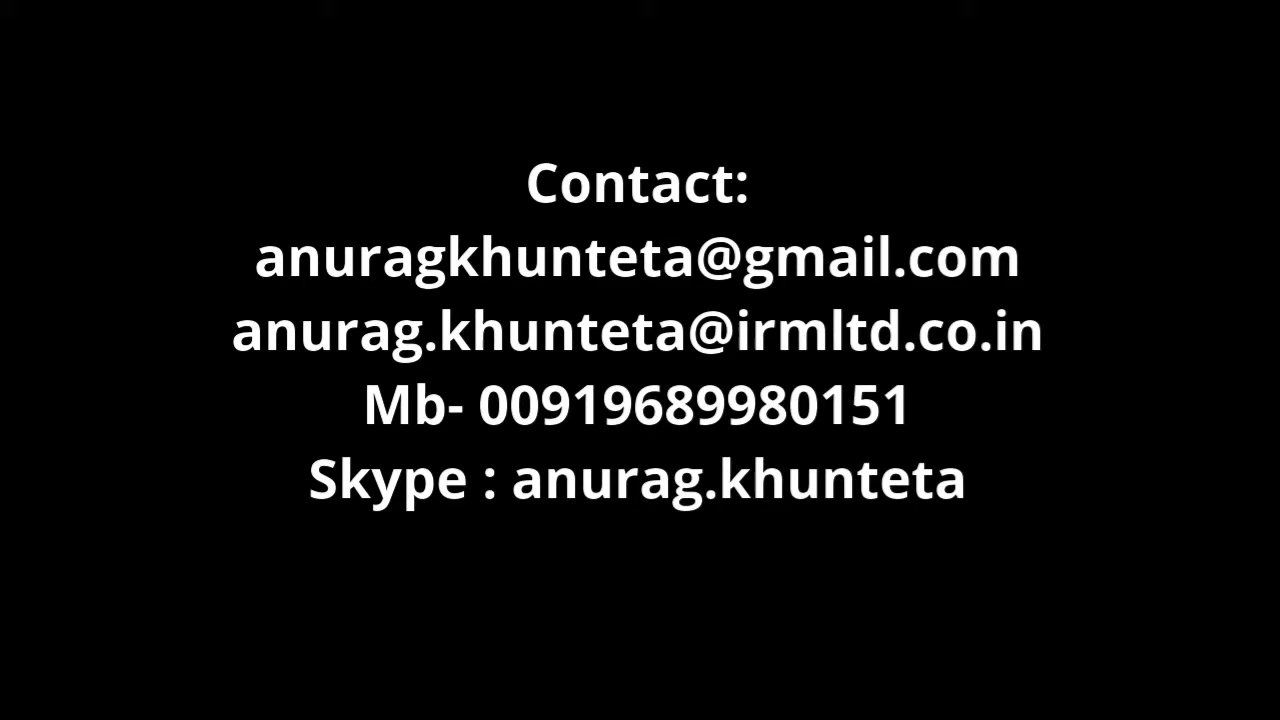 Contact:
anuragkhunteta@gmail.com
anurag.khunteta@irmltd.co.in
Mb- 00919689980151
Skype : anurag.khunteta